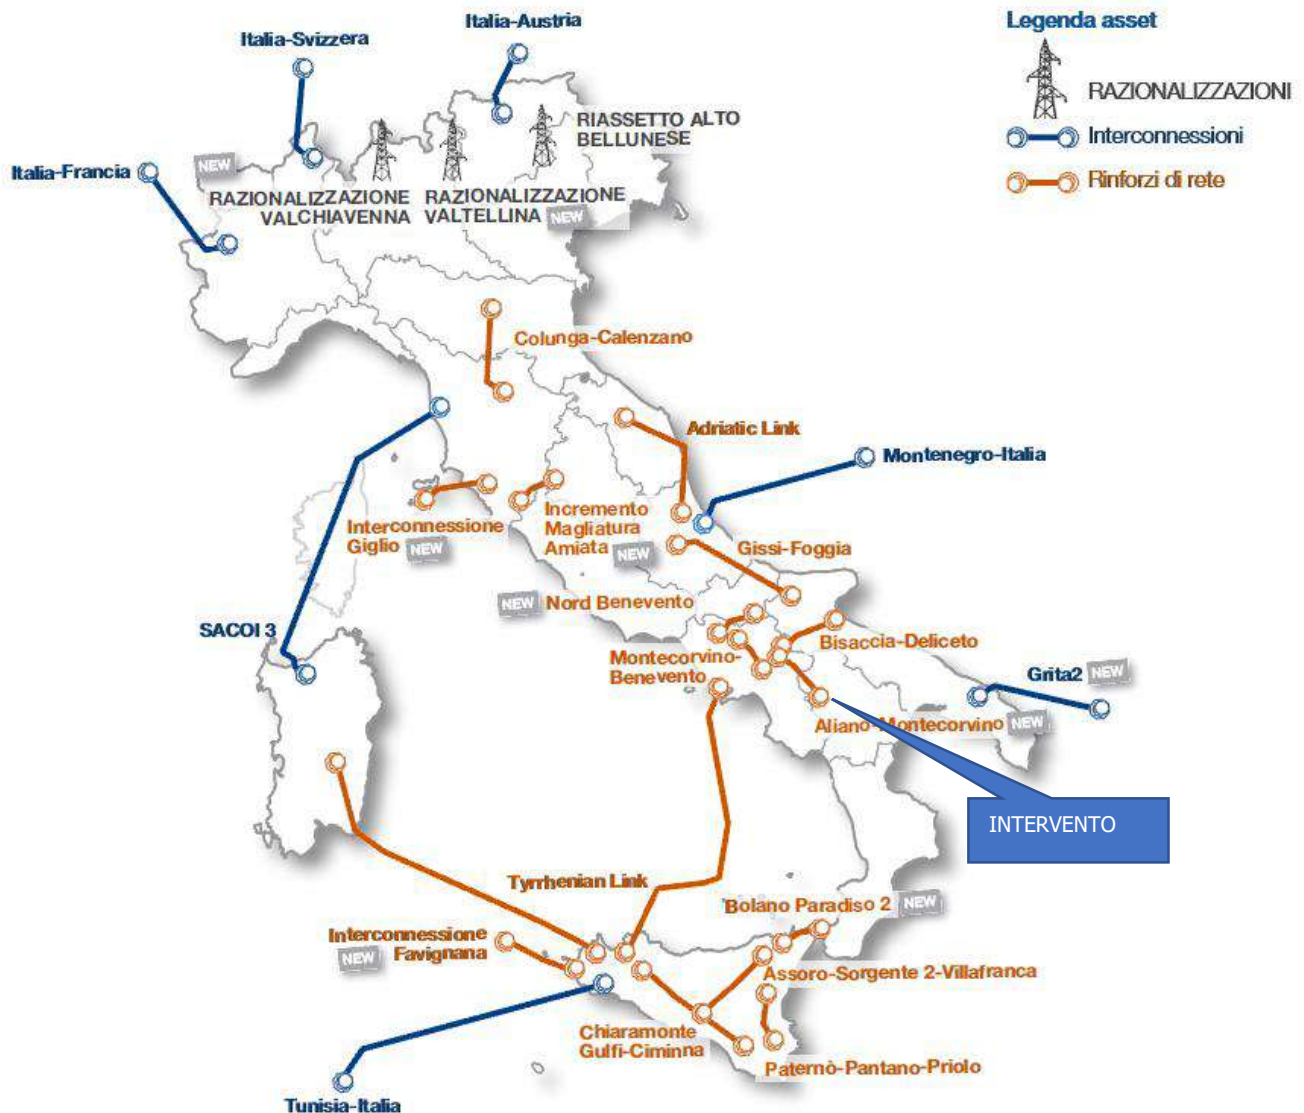 Italia-Austria
Italia-Svizzera
Legenda asset
RAZIONALIZZAZIONI
Interconnessioni
Rinforzi di rete
RIASSETTO ALTO
BELLUNESE
Italia-Francia
NEW
RAZIONALIZZAZIONE
VALCHIAVENNA
RAZIONALIZZAZIONE
VALTELLINA NEW
Colunga-Calenzano
Adriatic Link
Montenegro-Italia
Interconnessione
Giglio NEW
Incremento
Magliatura
Amiata NEW
Gissi-Foggia
NEW Nord Benevento
SACOI 3
Bisaccia-Deliceto
Montecorvino-
Benevento
Grita2 NEW
Aliano-Montecorvino NEW
INTERVENTO
Tyrrhenian Link
Bolano Paradiso 2 NEW
Interconnessione
NEW Favignana
Assoro-Sorgente 2-Villafranca
Chiaramonte
Gulfi-Ciminna
Paternò-Pantano-Priolo
Tunisia-Italia